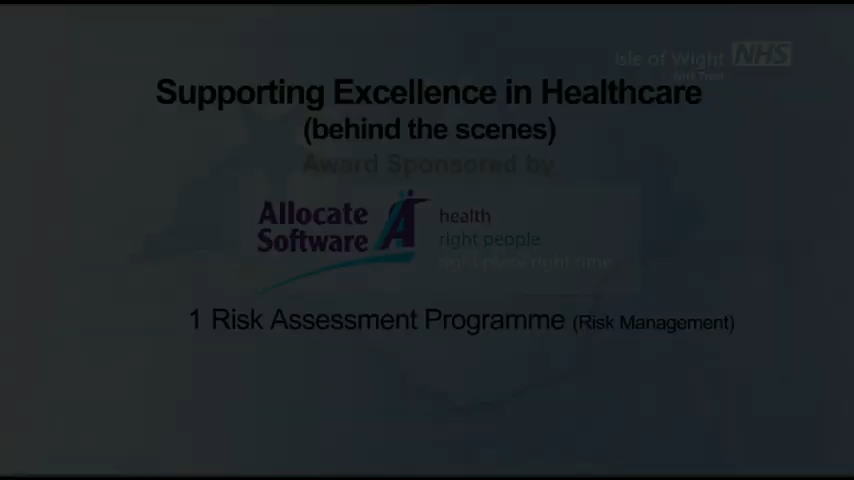 Isle of Wight NHS
NHS Trust
Supporting Excellence in Healthcare
(behind the scenes)
Award Sponsored by
Allocate
Software
health
right people
right place right time
1 Risk Assessment Programme (Risk Management)